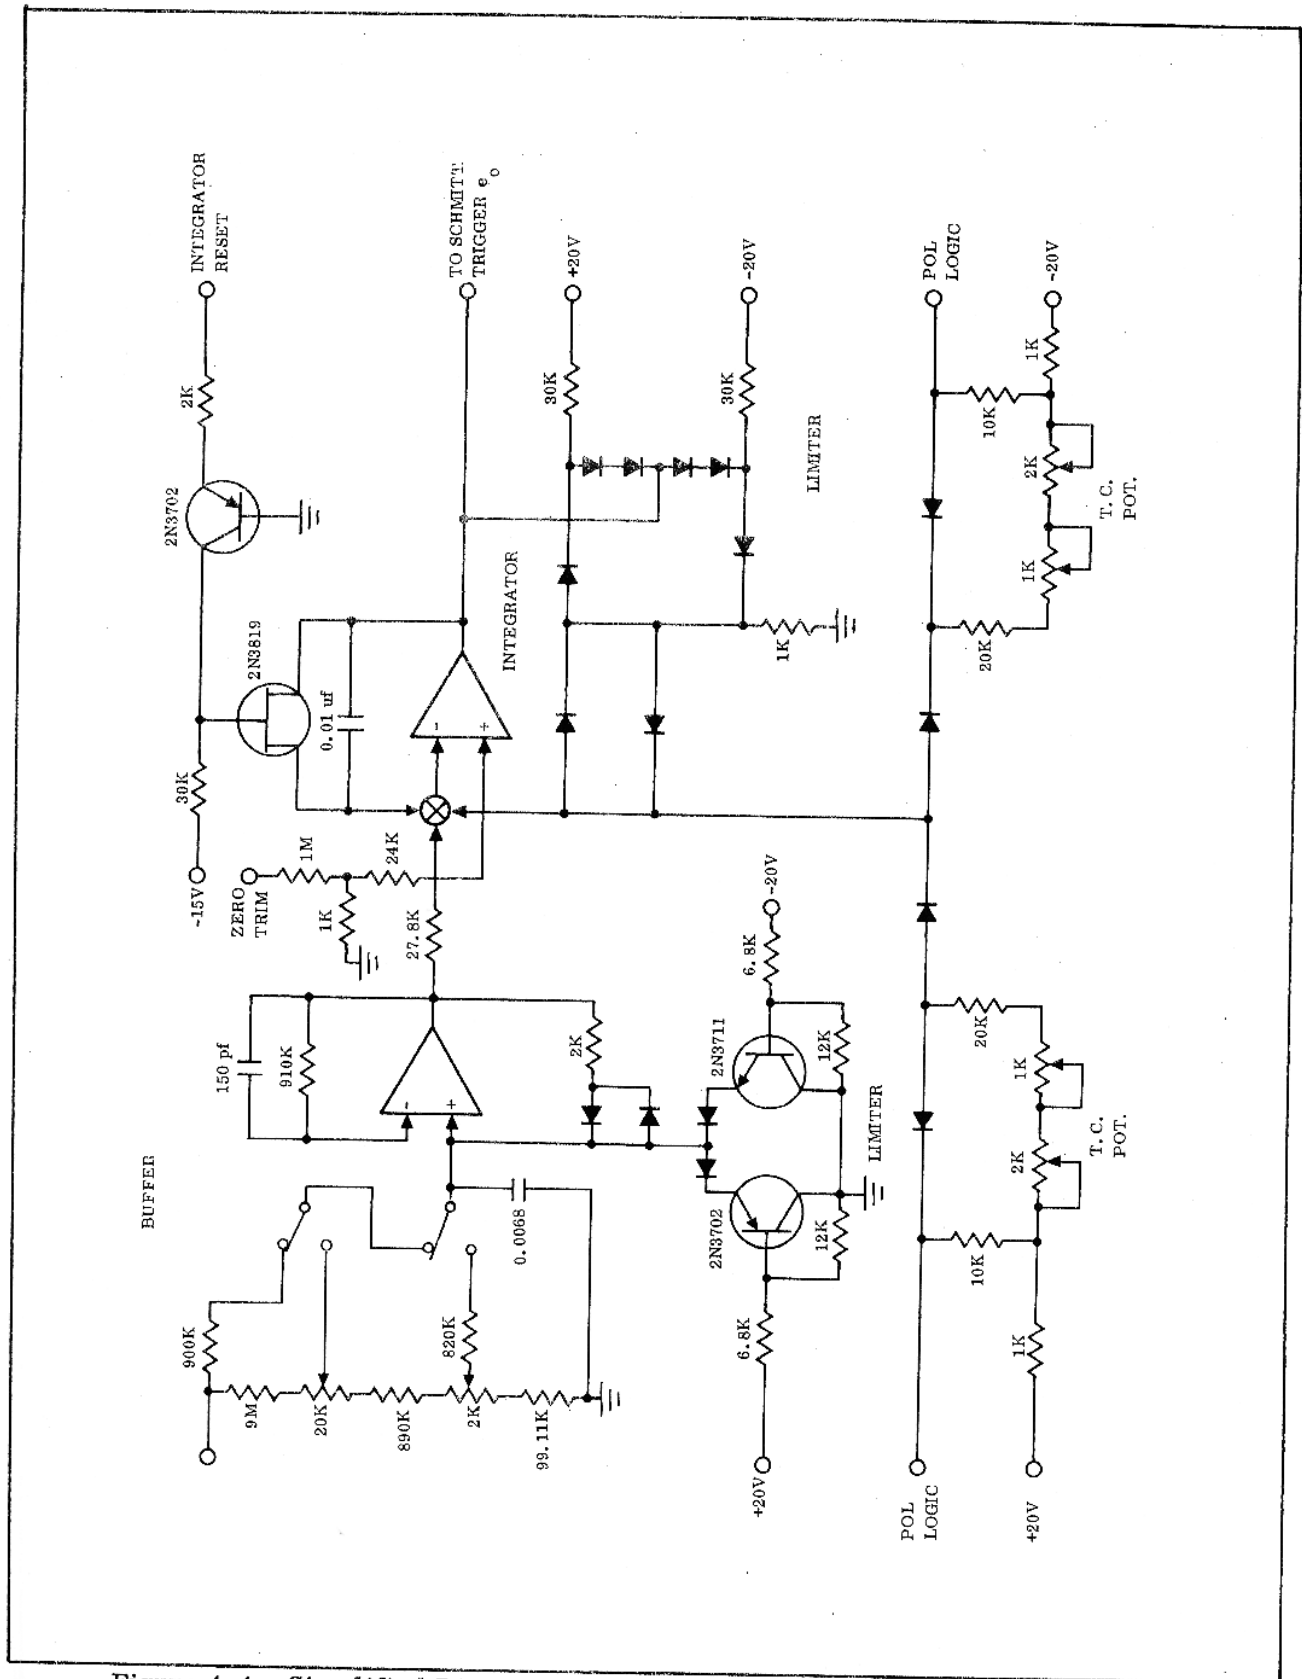 BUFFER
900K
9M
20K
890K
2K
99.11K
820K
0.0068
150 pf
910K
2K
27.8K
-15V
30K
ZERO
TRIM
1M
1K
24K
2N3819
0.01 uf
2N3702
2K
INTEGRATOR
RESET
-
+
-
+
INTEGRATOR
TO SCHMITT
TRIGGER eo
30K
+20V
30K
-20V
1K
LIMITER
+20V
6.8K
2N3702
12K
2N3711
12K
6.8K
-20V
LIMITER
POL
LOGIC
+20V
1K
10K
2K
1K
T.C.
POT.
20K
20K
1K
2K
T.C.
POT.
10K
1K
POL
LOGIC
-20V